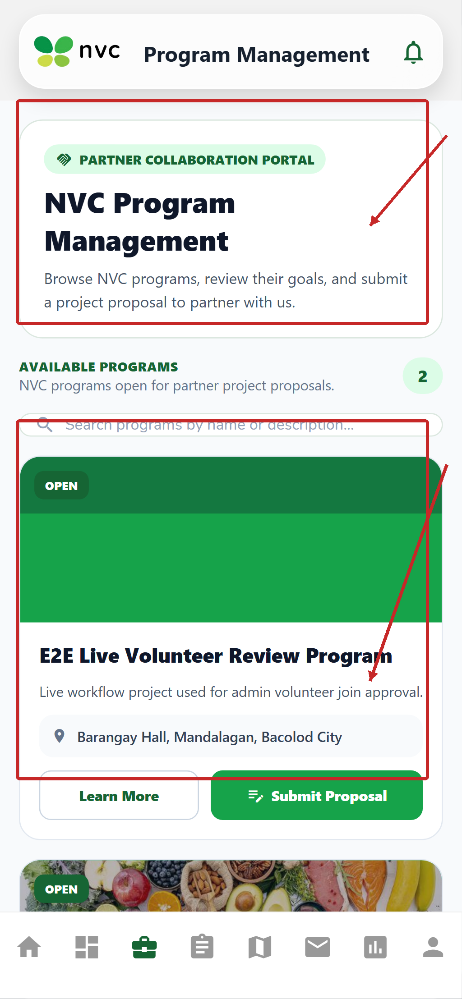 nvc
Program Management
PARTNER COLLABORATION PORTAL
NVC Program
Management
Browse NVC programs, review their goals, and submit
a project proposal to partner with us.
AVAILABLE PROGRAMS
NVC programs open for partner project proposals.
2
Search programs by name or description...
OPEN
E2E Live Volunteer Review Program
Live workflow project used for admin volunteer join approval.
Barangay Hall, Mandalagan, Bacolod City
Learn More
Submit Proposal
OPEN